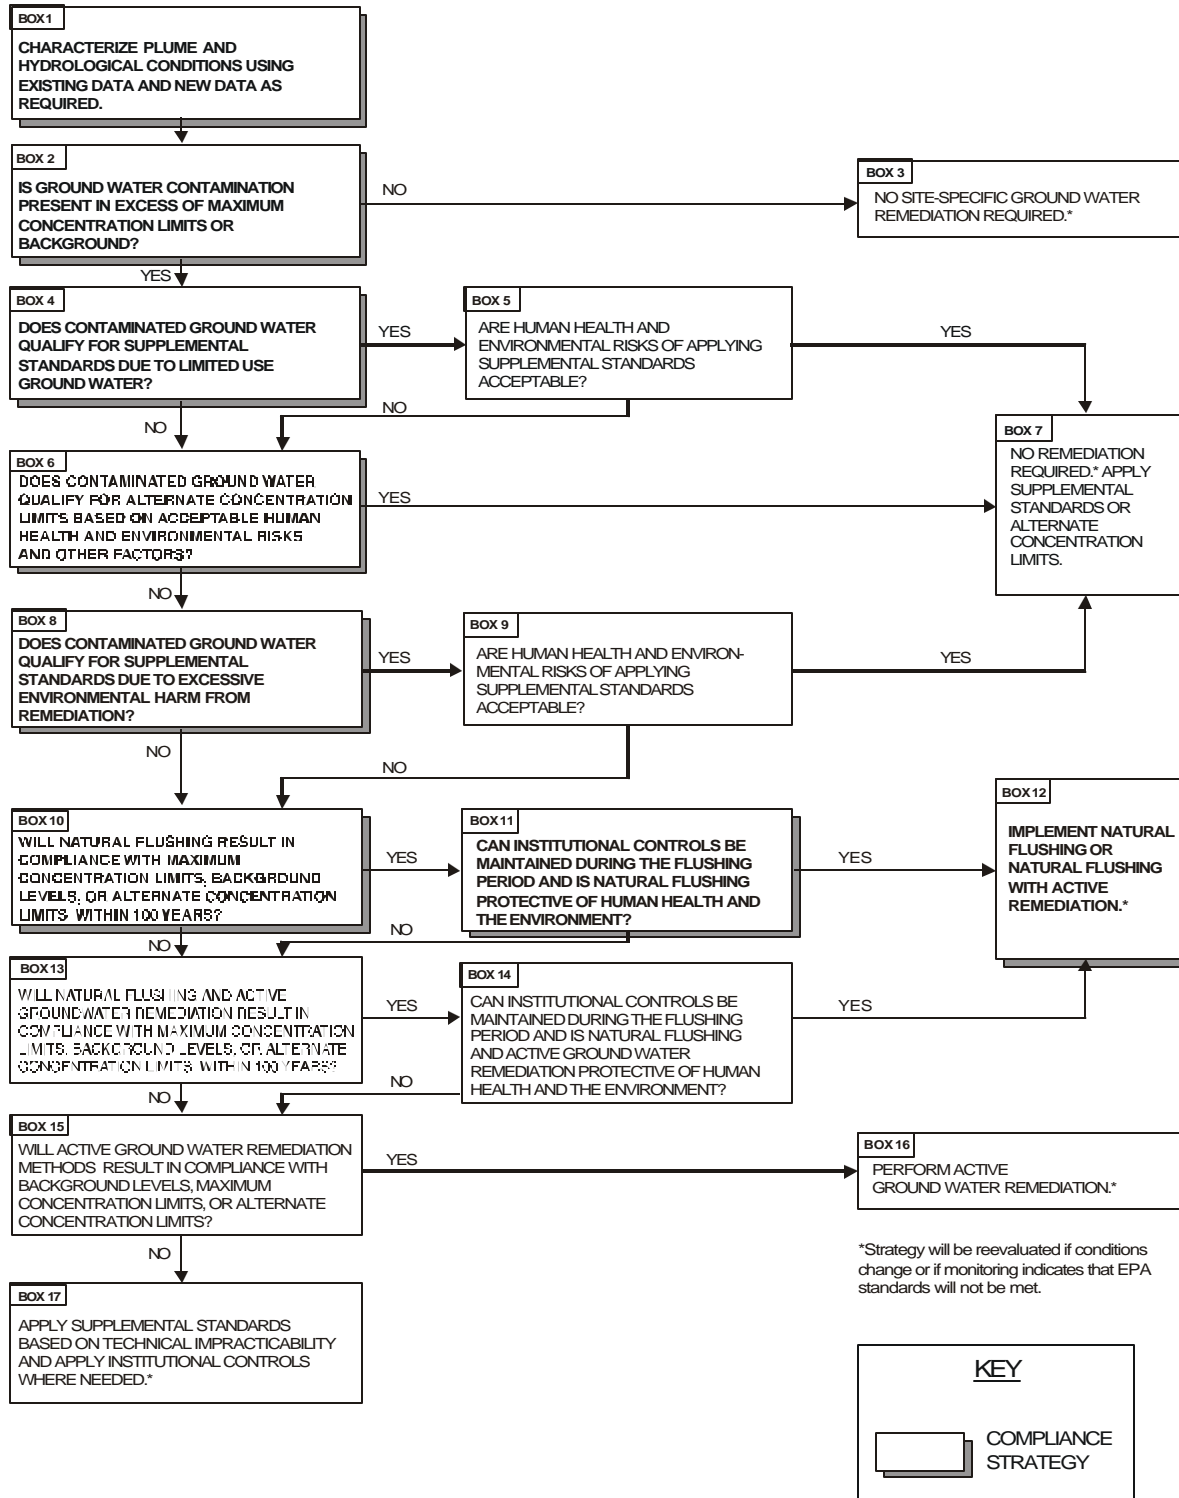 BOX1
CHARACTERIZE PLUME AND
HYDROLOGICAL CONDITIONS USING
EXISTING DATA AND NEW DATA AS
REQUIRED.
BOX 2
IS GROUND WATER CONTAMINATION
PRESENT IN EXCESS OF MAXIMUM
CONCENTRATION LIMITS OR
BACKGROUND?
NO
BOX 3
NO SITE-SPECIFIC GROUND WATER
REMEDIATION REQUIRED.*
YES
BOX 4
DOES CONTAMINATED GROUND WATER
QUALIFY FOR SUPPLEMENTAL
STANDARDS DUE TO LIMITED USE
GROUND WATER?
YES
BOX 5
ARE HUMAN HEALTH AND
ENVIRONMENTAL RISKS OF APPLYING
SUPPLEMENTAL STANDARDS
ACCEPTABLE?
YES
NO
NO
BOX 6
DOES CONTAMINATED GROUND WATER
QUALIFY FOR ALTERNATE CONCENTRATION
LIMITS BASED ON ACCEPTABLE HUMAN
HEALTH AND ENVIRONMENTAL RISKS
AND OTHER FACTORS?
YES
BOX 7
NO REMEDIATION
REQUIRED.* APPLY
SUPPLEMENTAL
STANDARDS OR
ALTERNATE
CONCENTRATION
LIMITS.
NO
BOX 8
DOES CONTAMINATED GROUND WATER
QUALIFY FOR SUPPLEMENTAL
STANDARDS DUE TO EXCESSIVE
ENVIRONMENTAL HARM FROM
REMEDIATION?
YES
BOX 9
ARE HUMAN HEALTH AND ENVIRON-
MENTAL RISKS OF APPLYING
SUPPLEMENTAL STANDARDS
ACCEPTABLE?
YES
NO
NO
BOX 10
WILL NATURAL FLUSHING RESULT IN
COMPLIANCE WITH MAXIMUM
CONCENTRATION LIMITS, BACKGROUND
LEVELS, OR ALTERNATE CONCENTRATION
LIMITS WITHIN 100 YEARS?
YES
BOX11
CAN INSTITUTIONAL CONTROLS BE
MAINTAINED DURING THE FLUSHING
PERIOD AND IS NATURAL FLUSHING
PROTECTIVE OF HUMAN HEALTH AND
THE ENVIRONMENT?
YES
BOX12
IMPLEMENT NATURAL
FLUSHING OR
NATURAL FLUSHING
WITH ACTIVE
REMEDIATION.*
NO
NO
BOX13
WILL NATURAL FLUSHING AND ACTIVE
GROUNDWATER REMEDIATION RESULT IN
COMPLIANCE WITH MAXIMUM CONCENTRATION
LIMITS, BACKGROUND LEVELS, OR ALTERNATE
CONCENTRATION LIMITS WITHIN 100 YEARS?
YES
BOX 14
CAN INSTITUTIONAL CONTROLS BE
MAINTAINED DURING THE FLUSHING
PERIOD AND IS NATURAL FLUSHING
AND ACTIVE GROUND WATER
REMEDIATION PROTECTIVE OF HUMAN
HEALTH AND THE ENVIRONMENT?
YES
NO
NO
BOX 15
WILL ACTIVE GROUND WATER REMEDIATION
METHODS RESULT IN COMPLIANCE WITH
BACKGROUND LEVELS, MAXIMUM
CONCENTRATION LIMITS, OR ALTERNATE
CONCENTRATION LIMITS?
YES
BOX16
PERFORM ACTIVE
GROUND WATER REMEDIATION.*
NO
BOX 17
APPLY SUPPLEMENTAL STANDARDS
BASED ON TECHNICAL IMPRACTICABILITY
AND APPLY INSTITUTIONAL CONTROLS
WHERE NEEDED.*
*Strategy will be reevaluated if conditions
change or if monitoring indicates that EPA
standards will not be met.
KEY
COMPLIANCE
STRATEGY